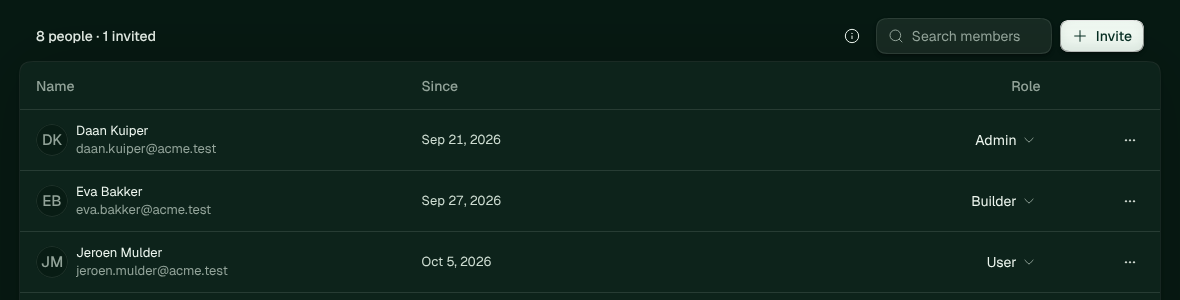 8 people · 1 invited
Search members
Invite
Name Since Role
DK Daan Kuiper
daan.kuiper@acme.test
Sep 21, 2026
Admin
EB Eva Bakker
eva.bakker@acme.test
Sep 27, 2026
Builder
JM Jeroen Mulder
jeroen.mulder@acme.test
Oct 5, 2026
User